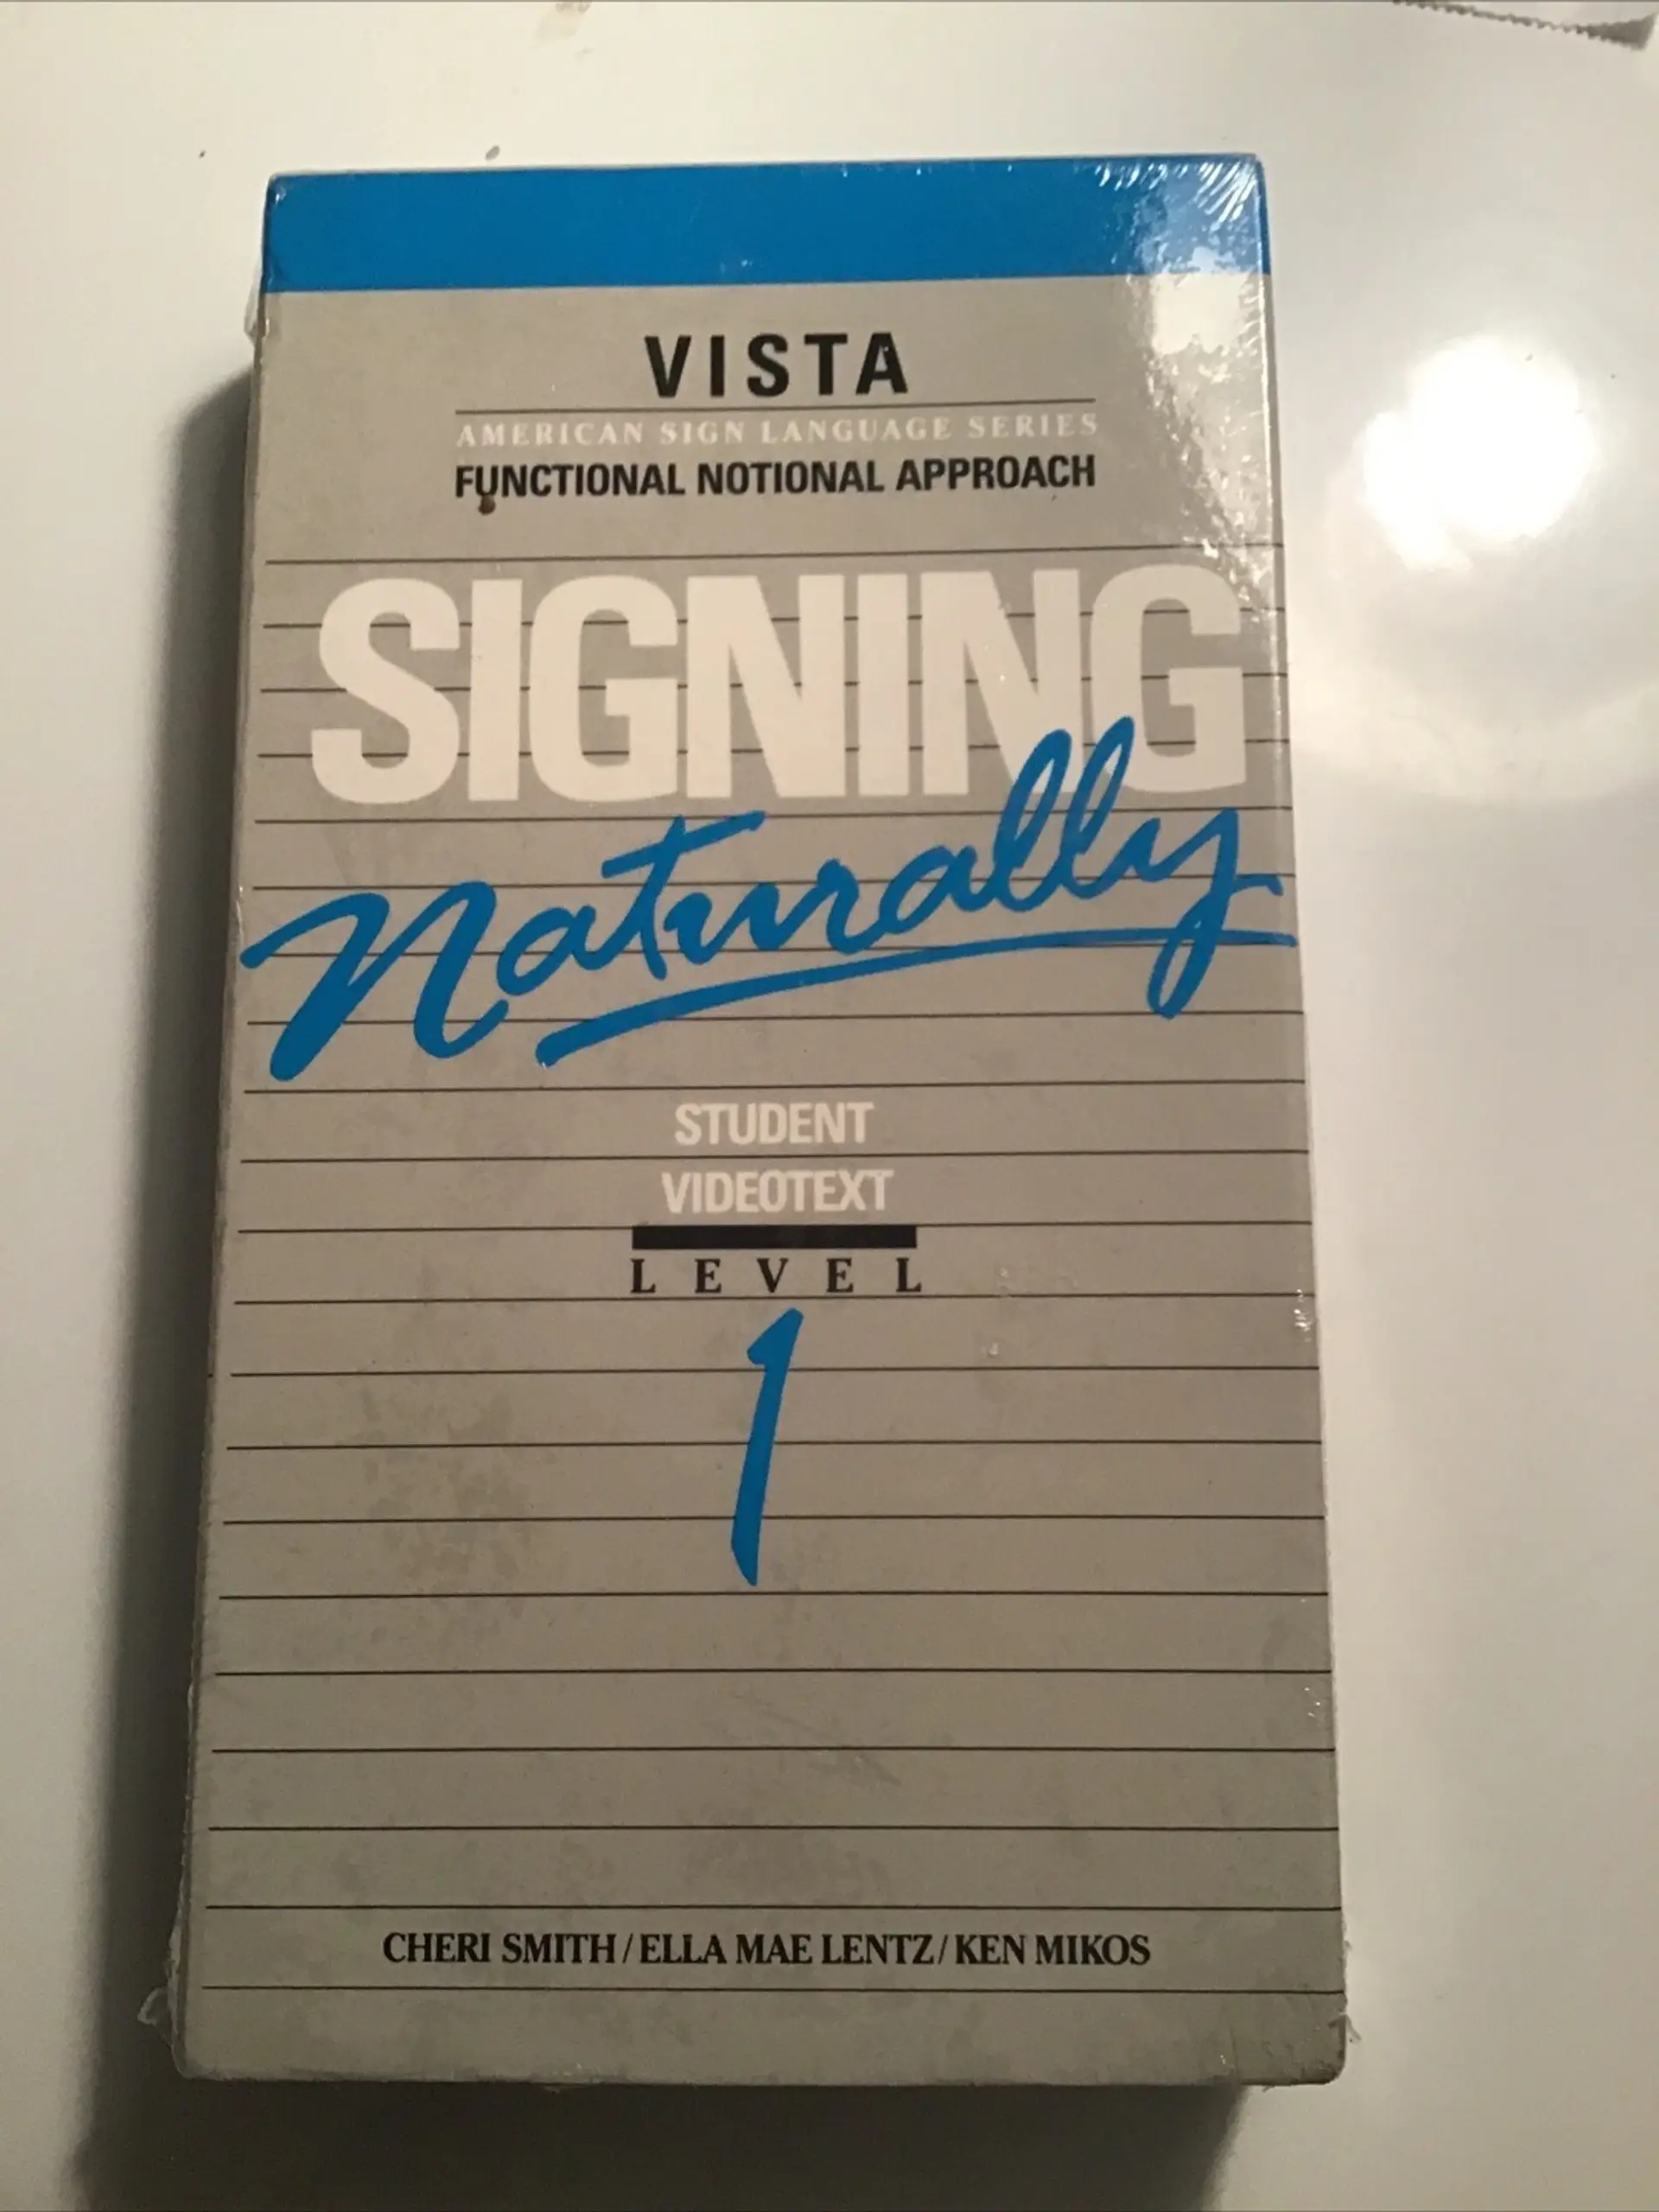 VISTA
AMERICAN SIGN LANGUAGE SERIES
FUNCTIONAL NOTIONAL APPROACH
SIGNING
Naturally
STUDENT
VIDEOTEXT
LEVEL
1
CHERI SMITH/ELLA MAE LENTZ/KEN MIKOS